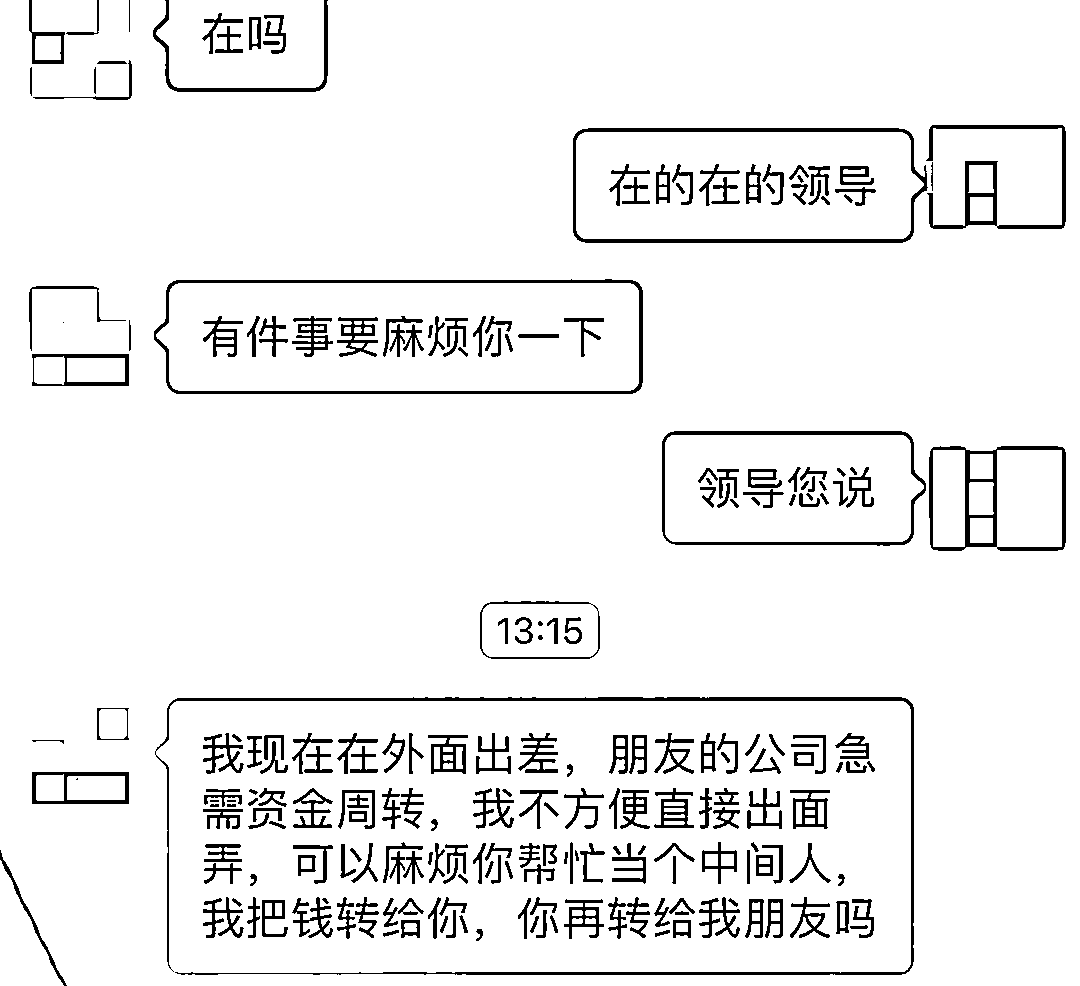 在吗
在的在的领导
有件事要麻烦你一下
领导您说
13:15
我现在在外面出差，朋友的公司急
需资金周转，我不方便直接出面
弄，可以麻烦你帮忙当个中间人，
我把钱转给你，你再转给我朋友吗